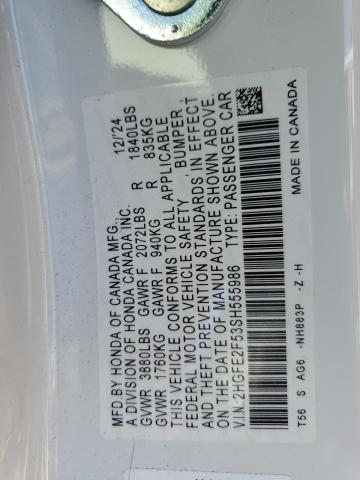 MFD.BY HONDA OF CANADA MFG., 12/'24
A DIVISION OF HONDA CANADA INC.
GVWR 3880LBS GAWR F 2072LBS R 1840LBS
GVWR 1760KG GAWR F 940KG R 835KG
THIS VEHICLE CONFORMS TO ALL APPLICABLE
FEDERAL MOTOR VEHICLE SAFETY , BUMPER,
AND THEFT PREVENTION STANDARDS IN EFFECT
ON THE DATE OF MANUFACTURE SHOWN ABOVE.
V.I.N.:2HGFE2F53SH555986 TYPE: PASSENGER CAR
T56 S AG6 -NH883P -Z -H MADE IN CANADA